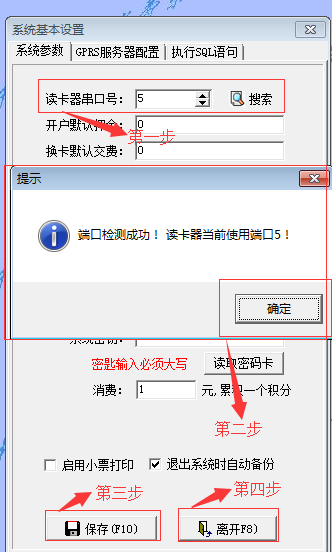 系统基本设置
系统参数 GPRS服务器配置 执行SQL语句
读卡器串口号: 5 搜索
开户默认押金: 0
第一步
换卡默认交费: 0
提示
端口检测成功！ 读卡器当前使用端口5！
确定
系统密钥:
密匙输入必须大写 读取密码卡
消费: 1 元,累积一个积分
第二步
启用小票打印 退出系统时自动备份
第三步 第四步
保存(F10) 离开F8)